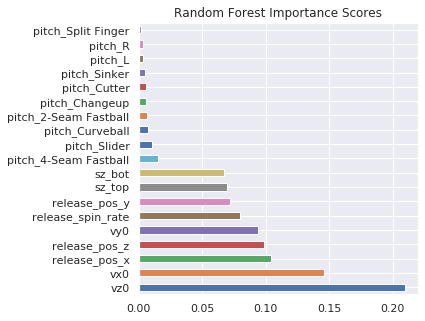 Random Forest Importance Scores
pitch_Split Finger
pitch_R
pitch_L
pitch_Sinker
pitch_Cutter
pitch_Changeup
pitch_2-Seam Fastball
pitch_Curveball
pitch_Slider
pitch_4-Seam Fastball
sz_bot
sz_top
release_pos_y
release_spin_rate
vy0
release_pos_z
release_pos_x
vx0
vz0
0.00 0.05 0.10 0.15 0.20